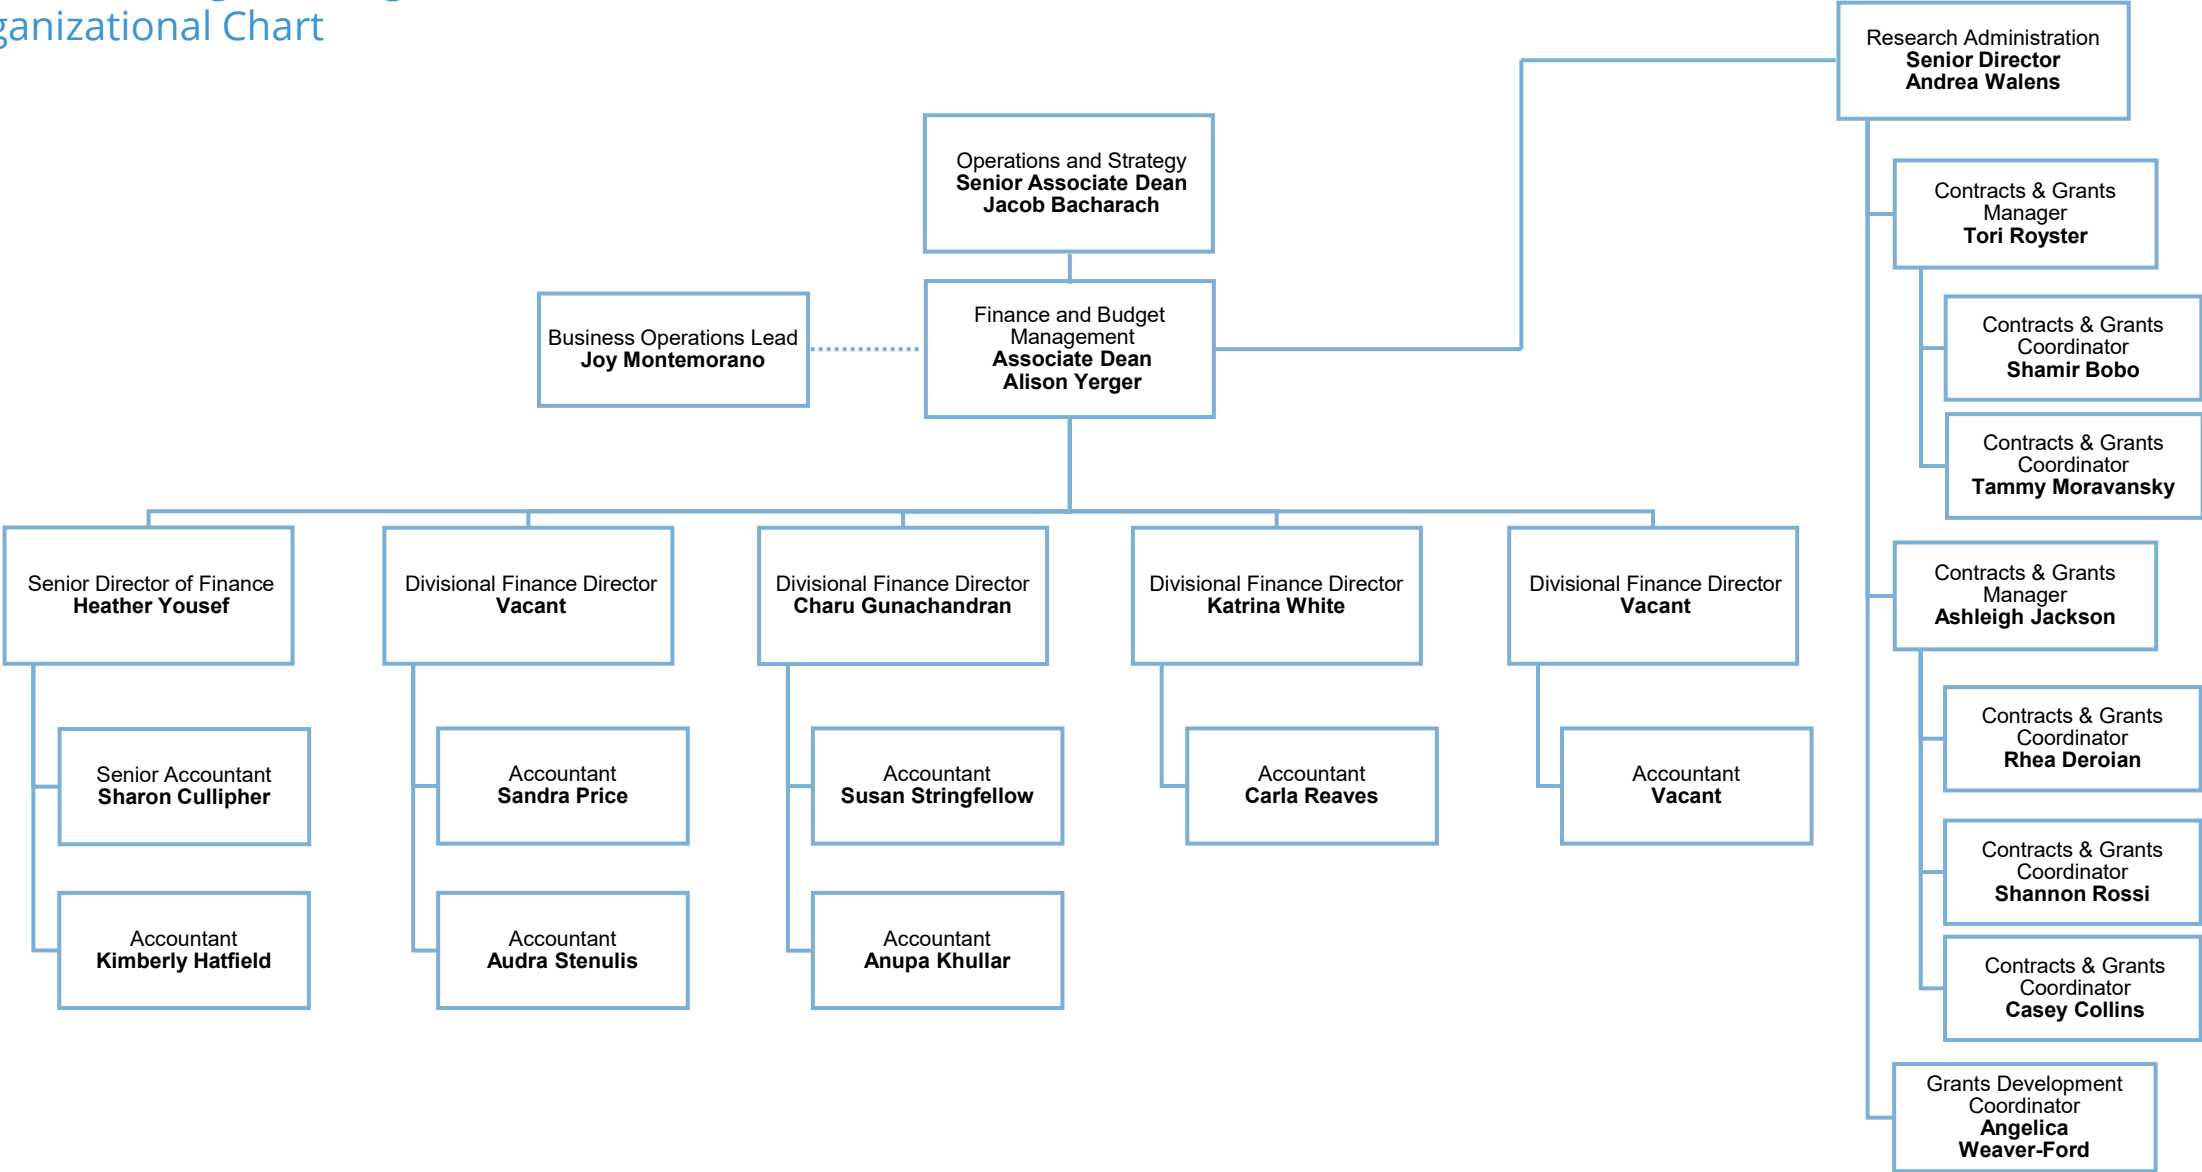 Organizational Chart
Research Administration
Senior Director
Andrea Walens
Operations and Strategy
Senior Associate Dean
Jacob Bacharach
Business Operations Lead
Joy Montemorano
Finance and Budget
Management
Associate Dean
Alison Yerger
Contracts & Grants
Manager
Tori Royster
Contracts & Grants
Coordinator
Shamir Bobo
Contracts & Grants
Coordinator
Tammy Moravansky
Senior Director of Finance
Heather Yousef
Divisional Finance Director
Vacant
Divisional Finance Director
Charu Gunachandran
Divisional Finance Director
Katrina White
Divisional Finance Director
Vacant
Senior Accountant
Sharon Cullipher
Accountant
Kimberly Hatfield
Accountant
Sandra Price
Accountant
Audra Stenulis
Accountant
Susan Stringfellow
Accountant
Anupa Khullar
Accountant
Carla Reaves
Accountant
Vacant
Contracts & Grants
Manager
Ashleigh Jackson
Contracts & Grants
Coordinator
Rhea Deroian
Contracts & Grants
Coordinator
Shannon Rossi
Contracts & Grants
Coordinator
Casey Collins
Grants Development
Coordinator
Angelica
Weaver-Ford